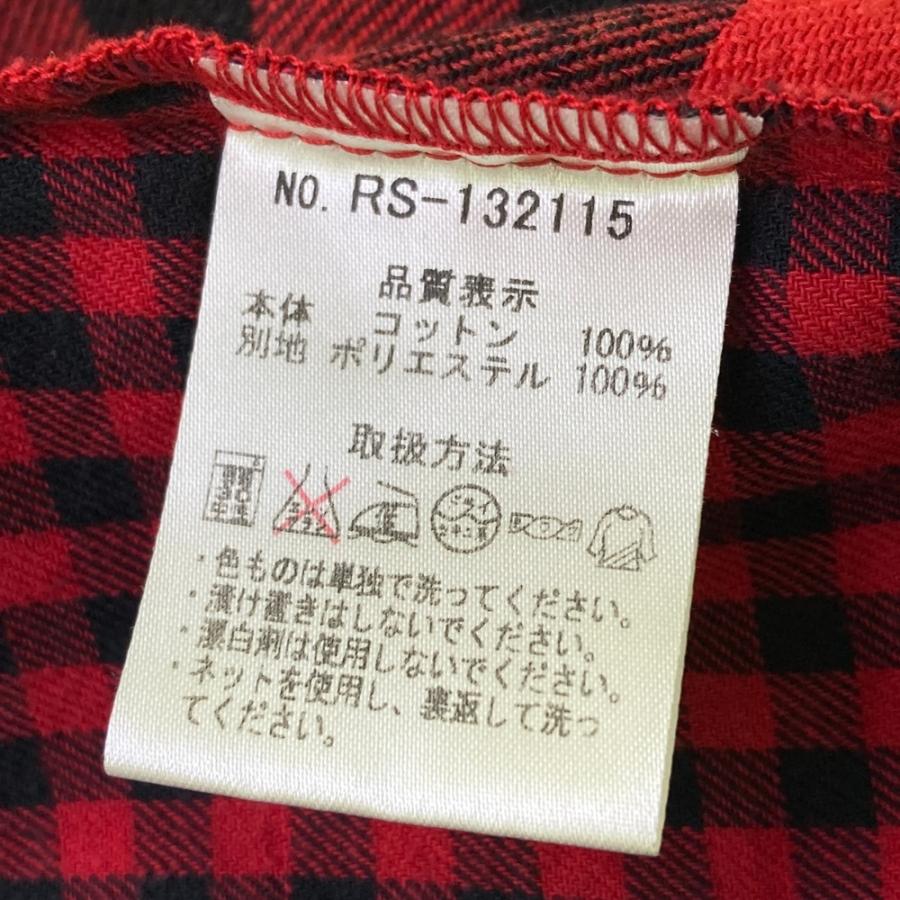 NO. RS-132115
品質表示
本体 コットン 100%
別地 ポリエステル 100%
取扱方法
・色ものは単独で洗ってください。
・漬け置きはしないでください。
・漂白剤は使用しないでください。
・ネットを使用し、裏返して洗っ
てください。